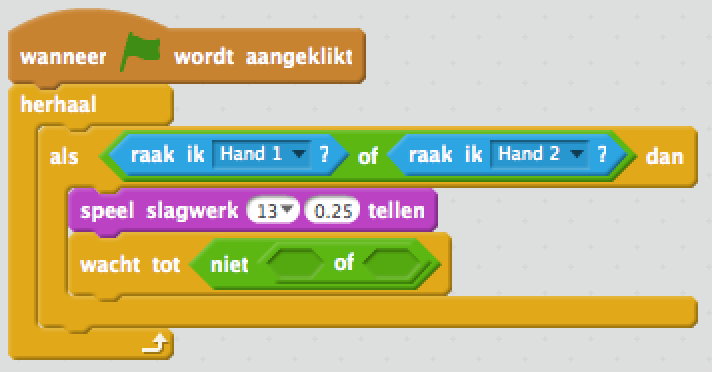 wanneer wordt aangeklikt
herhaal
als raak ik Hand 1 ? of raak ik Hand 2 ? dan
speel slagwerk 13 0.25 tellen
wacht tot niet of